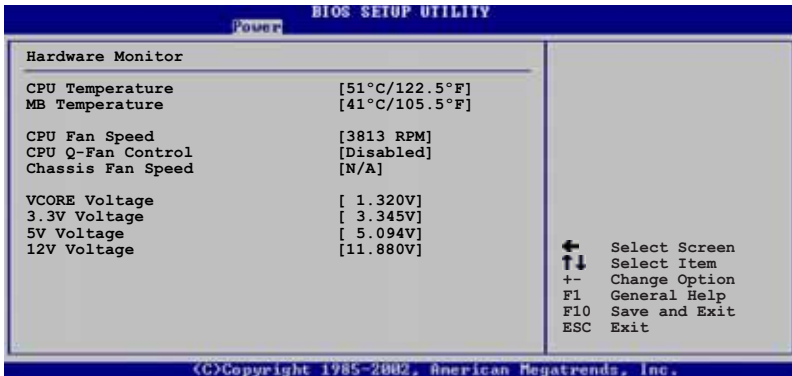 BIOS SETUP UTILITY
Power
Hardware Monitor
CPU Temperature [51°C/122.5°F]
MB Temperature [41°C/105.5°F]
CPU Fan Speed [3813 RPM]
CPU Q-Fan Control [Disabled]
Chassis Fan Speed [N/A]
VCORE Voltage [ 1.320V]
3.3V Voltage [ 3.345V]
5V Voltage [ 5.094V]
12V Voltage [11.880V]
← Select Screen
↑↓ Select Item
+- Change Option
F1 General Help
F10 Save and Exit
ESC Exit
(C)Copyright 1985-2002, American Megatrends, Inc.